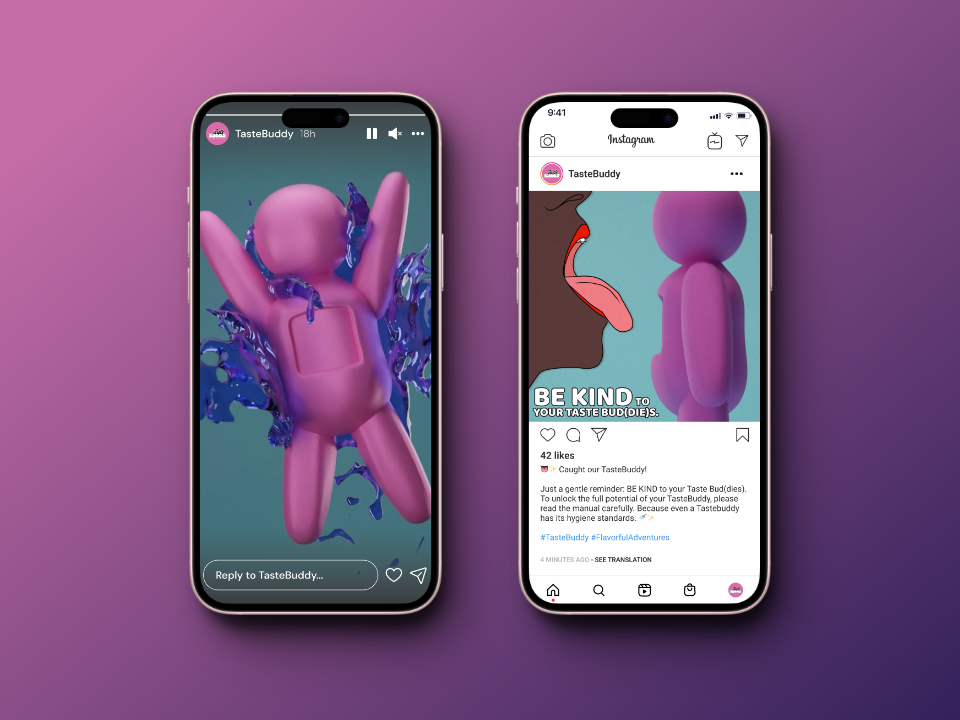 TasteBuddy 18h
Reply to TasteBuddy...
9:41
Instagram
TasteBuddy
BE KIND TO
YOUR TASTE BUD(DIE)S.
42 likes
👅✨ Caught our TasteBuddy!
Just a gentle reminder: BE KIND to your Taste Bud(dies).
To unlock the full potential of your TasteBuddy, please
read the manual carefully. Because even a Tastebuddy
has its hygiene standards. 🚿✨
#TasteBuddy #FlavorfulAdventures
4 MINUTES AGO • SEE TRANSLATION